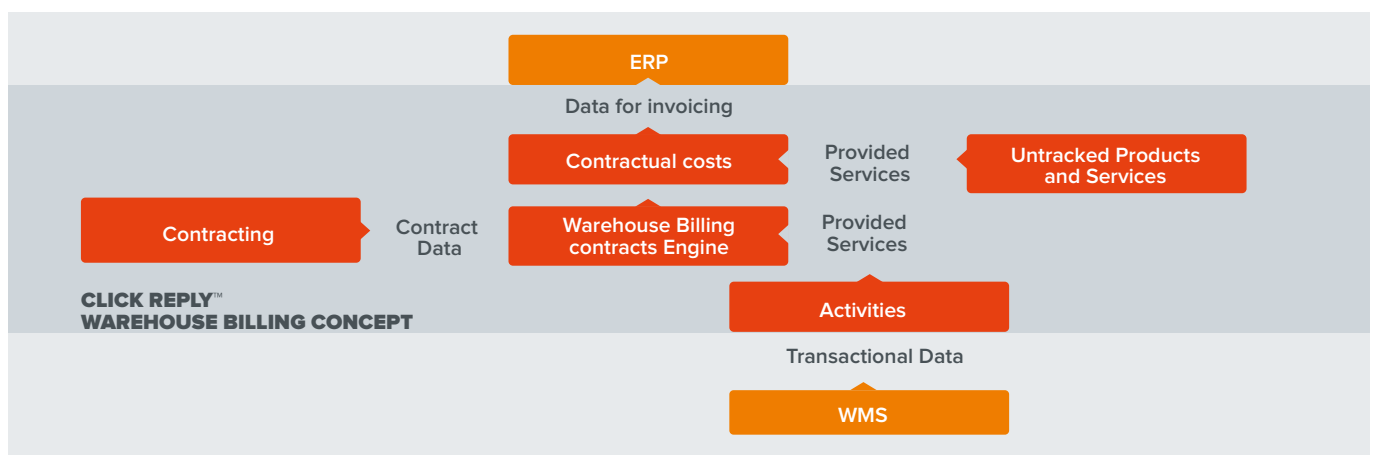 ERP
Data for invoicing
Contractual costs
Provided
Services
Untracked Products
and Services
Contracting
Contract
Data
Warehouse Billing
contracts Engine
Provided
Services
CLICK REPLY™
WAREHOUSE BILLING CONCEPT
Activities
Transactional Data
WMS